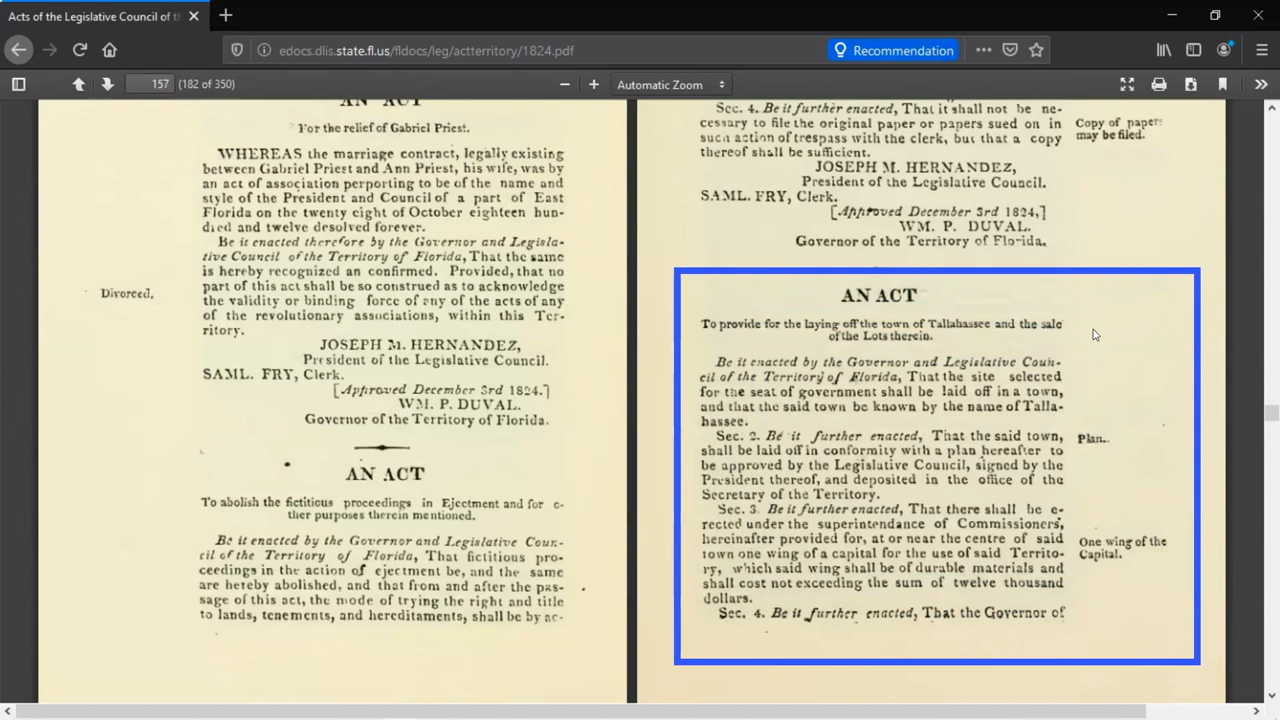 Acts of the Legislative Council of th
edocs.dlis.state.fl.us/fldocs/leg/actterritory/1824.pdf
Recommendation
157 (182 of 350)
Automatic Zoom
AN ACT
For the relief of Gabriel Priest.
WHEREAS the marriage contract, legally existing
between Gabriel Priest and Ann Priest, his wife, was by
an act of association perporting to be of the name and
style of the President and Council of a part of East
Florida on the twenty eight of October eighteen hun-
died and twelve desolved forever.
Be it enacted therefore by the Governor and Legisla-
tive Council of the Territory of Florida, That the same
is hereby recognized an confirmed. Provided, that no
part of this act shall be so construed as to acknowledge
Divorced.
the validity or binding force of any of the acts of any
of the revolutionary associations, within this Ter-
ritory.
JOSEPH M. HERNANDEZ,
President of the Legislative Council.
SAML. FRY, Clerk.
[Approved December 3rd 1824.]
WM. P. DUVAL.
Governor of the Territory of Florida.
AN ACT
To abolish the fictitious proceedings in Ejectment and for o-
ther purposes therein mentioned.
Be it enacted by the Governor and Legislative Coun-
cil of the Territory of Florida, That fictitious pro-
ceedings in the action of ejectment be, and the same
are hereby abolished, and that from and after the pas-
sage of this act, the mode of trying the right and title
to lands, tenements, and hereditaments, shall be by ac-
Sec. 4. Be it further enacted, That it shall not be ne-
cessary to file the original paper or papers sued on in
such action of trespass with the clerk, but that a copy
thereof shall be sufficient.
Copy of papers
may be filed.
JOSEPH M. HERNANDEZ,
President of the Legislative Council.
SAML. FRY, Clerk.
[Approved December 3rd 1824,]
WM. P. DUVAL.
Governor of the Territory of Florida.
AN ACT
To provide for the laying off the town of Tallahassee and the sale
of the Lots therein.
Be it enacted by the Governor and Legislative Coun-
cil of the Territory of Florida, That the site selected
for the seat of government shall be laid off in a town,
and that the said town be known by the name of Talla-
hassee.
Sec. 2. Be it further enacted, That the said town,
Plan.
shall be laid off in conformity with a plan hereafter to
be approved by the Legislative Council, signed by the
President thereof, and deposited in the office of the
Secretary of the Territory.
Sec. 3. Be it further enacted, That there shall be e-
rected under the superintendance of Commissioners,
hereinafter provided for, at or near the centre of said
town one wing of a capital for the use of said Territo-
ry, which said wing shall be of durable materials and
shall cost not exceeding the sum of twelve thousand
dollars.
One wing of the
Capital.
Sec. 4. Be it further enacted, That the Governor of